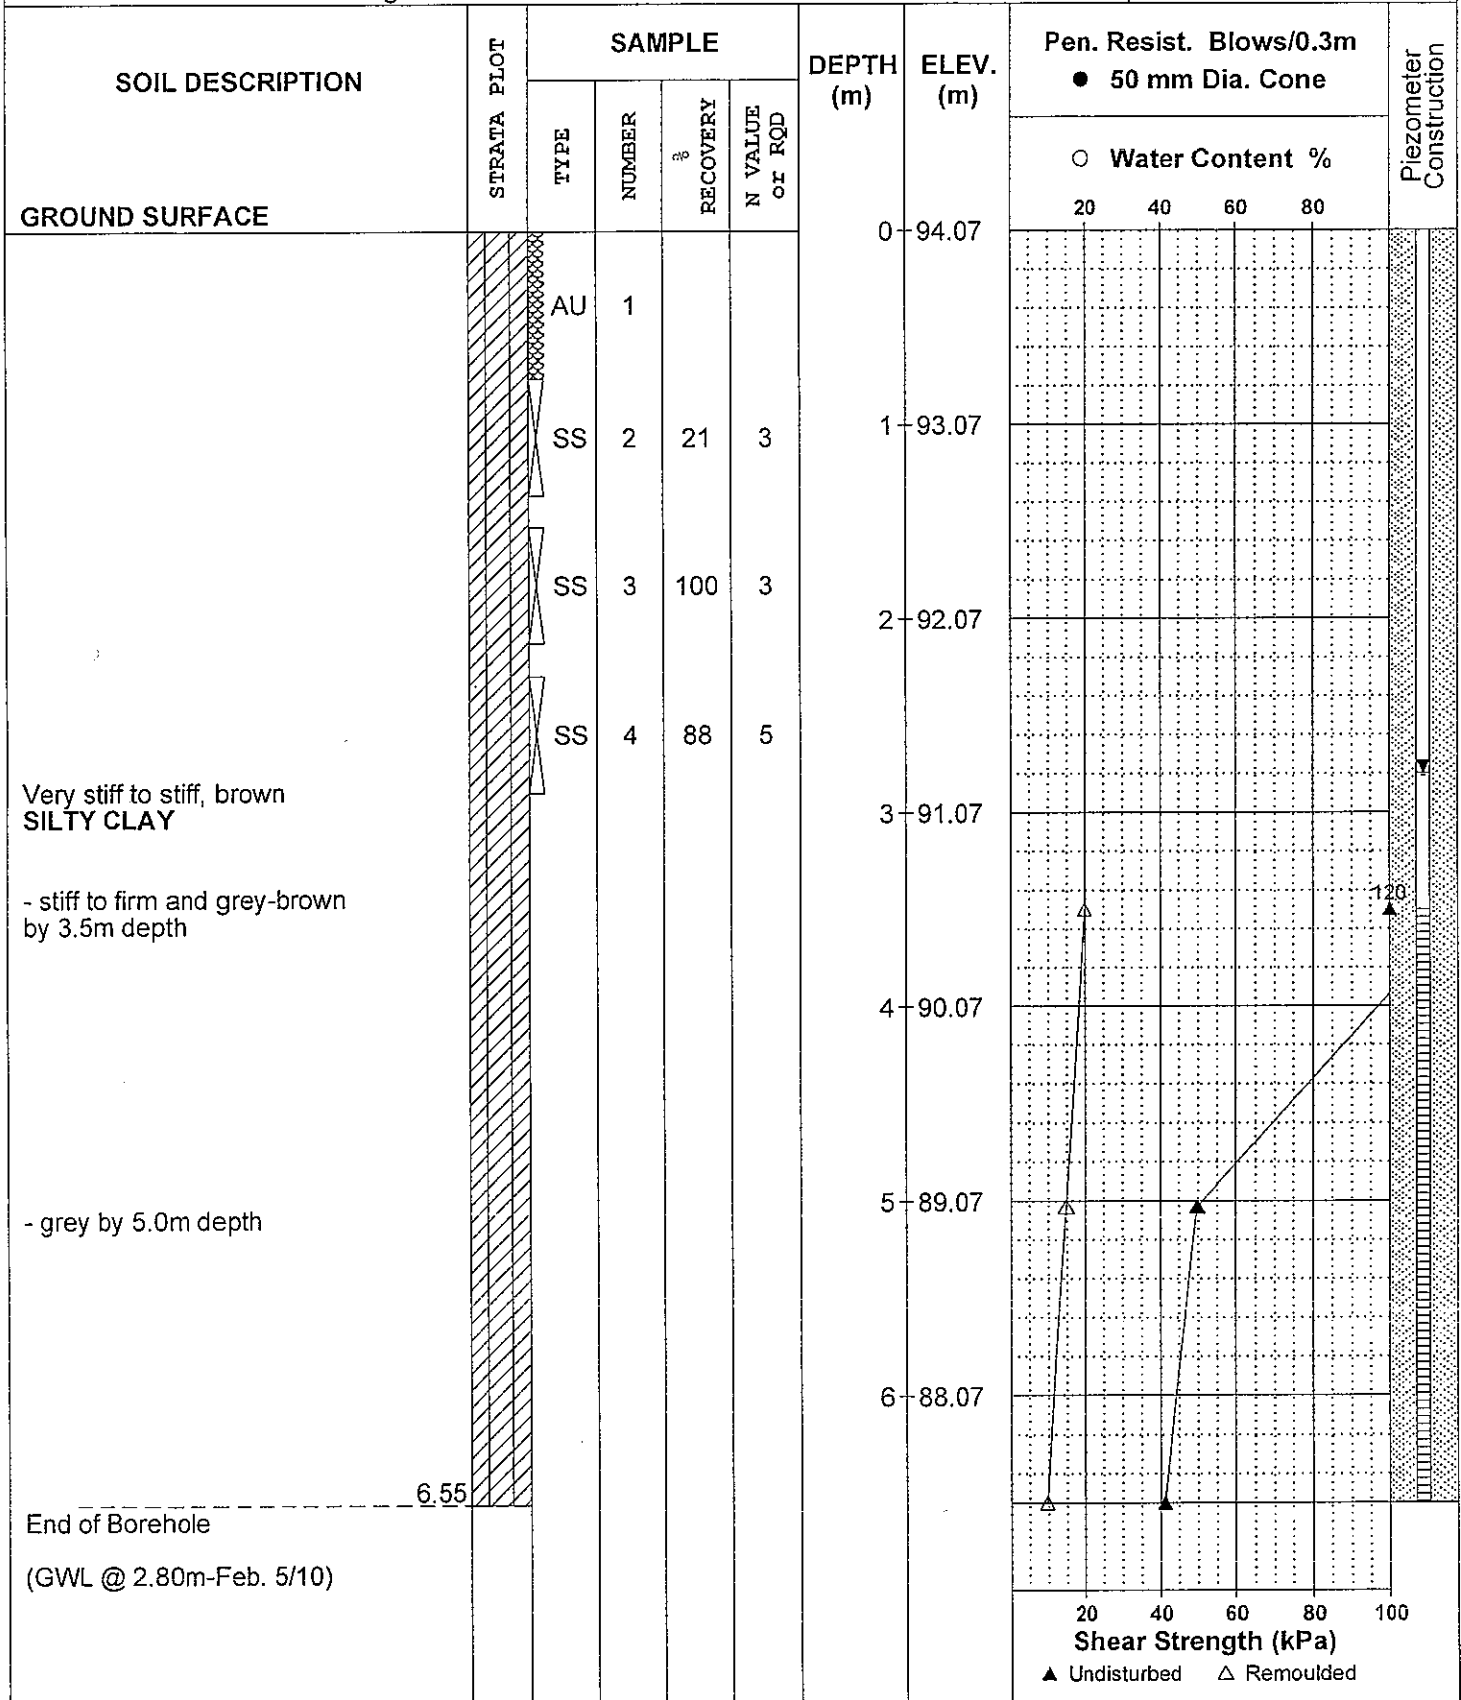 SOIL DESCRIPTION
GROUND SURFACE
STRATA PLOT
SAMPLE
TYPE
NUMBER
%
RECOVERY
N VALUE
or RQD
DEPTH
(m)
ELEV.
(m)
Pen. Resist. Blows/0.3m
● 50 mm Dia. Cone
○ Water Content %
20 40 60 80
Piezometer
Construction
0 94.07
AU 1
1 93.07
SS 2 21 3
SS 3 100 3
2 92.07
SS 4 88 5
Very stiff to stiff, brown
SILTY CLAY
3 91.07
- stiff to firm and grey-brown
by 3.5m depth
120
4 90.07
5 89.07
- grey by 5.0m depth
6 88.07
6.55
End of Borehole
(GWL @ 2.80m-Feb. 5/10)
20 40 60 80 100
Shear Strength (kPa)
▲ Undisturbed △ Remoulded